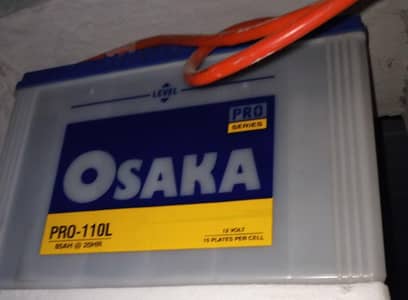 LEVEL
PRO
SERIES
OSAKA
PRO-110L
85AH @ 20HR
12 VOLT
15 PLATES PER CELL